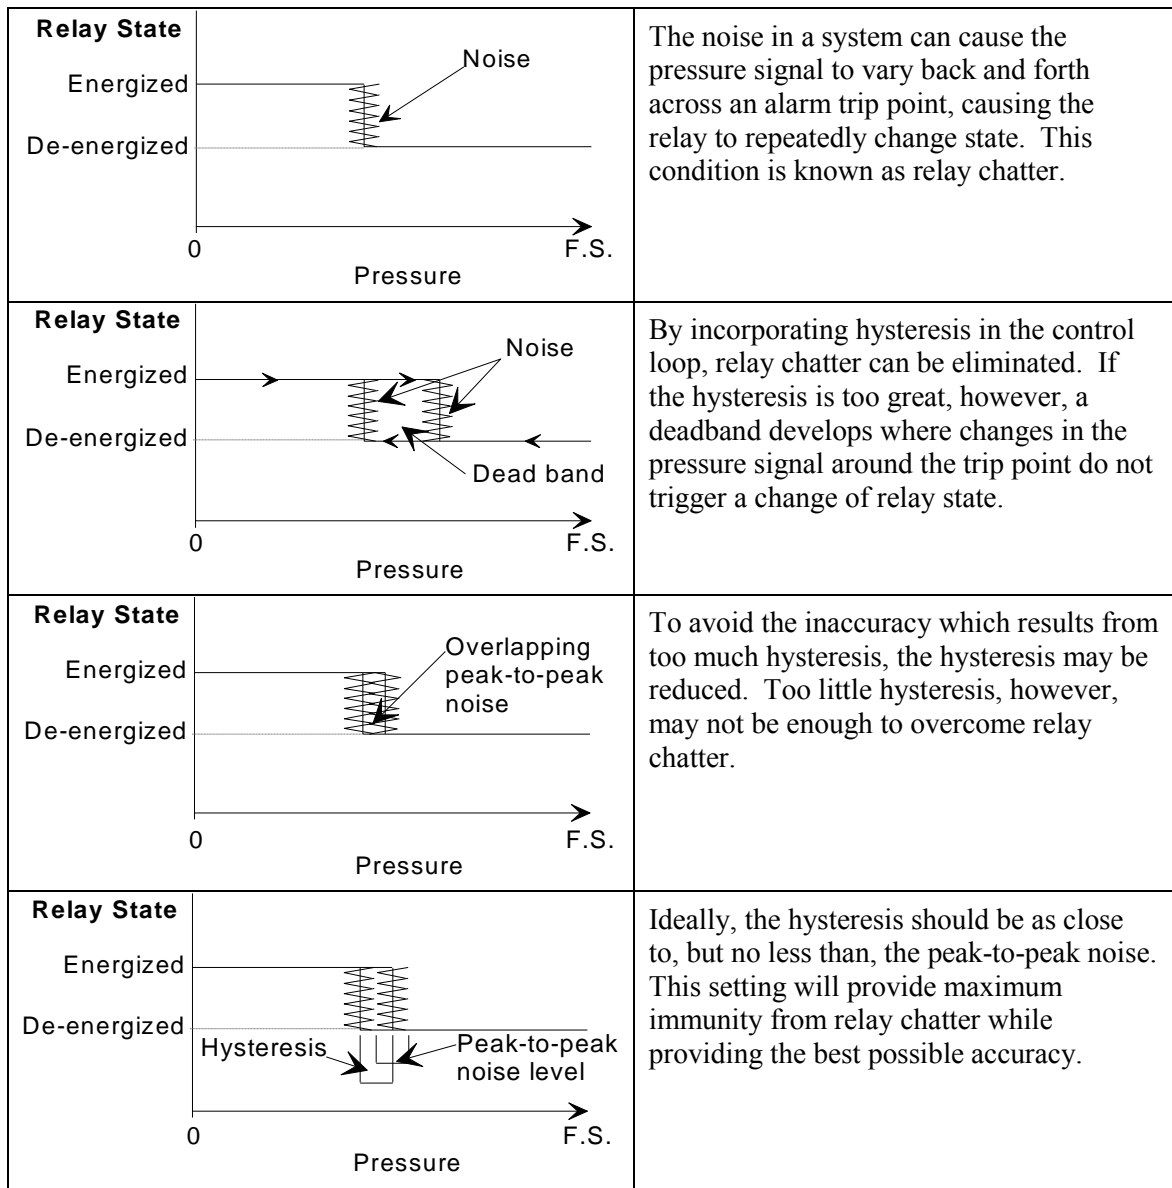 Relay State
Noise
Energized
De-energized
0
F.S.
Pressure
The noise in a system can cause the
pressure signal to vary back and forth
across an alarm trip point, causing the
relay to repeatedly change state. This
condition is known as relay chatter.
Relay State
Noise
Energized
De-energized
Dead band
0
F.S.
Pressure
By incorporating hysteresis in the control
loop, relay chatter can be eliminated. If
the hysteresis is too great, however, a
deadband develops where changes in the
pressure signal around the trip point do not
trigger a change of relay state.
Relay State
Overlapping
peak-to-peak
noise
Energized
De-energized
0
F.S.
Pressure
To avoid the inaccuracy which results from
too much hysteresis, the hysteresis may be
reduced. Too little hysteresis, however,
may not be enough to overcome relay
chatter.
Relay State
Energized
De-energized
Hysteresis
Peak-to-peak
noise level
0
F.S.
Pressure
Ideally, the hysteresis should be as close
to, but no less than, the peak-to-peak noise.
This setting will provide maximum
immunity from relay chatter while
providing the best possible accuracy.